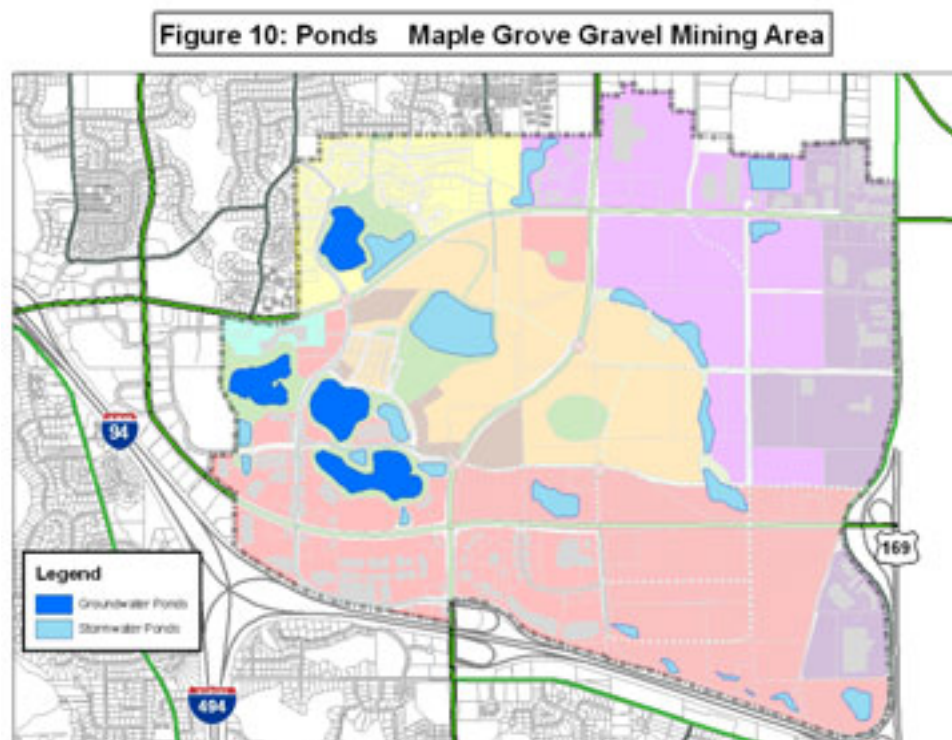 Figure 10: Ponds Maple Grove Gravel Mining Area
94
169
Legend
Groundwater Ponds
Stormwater Ponds
494